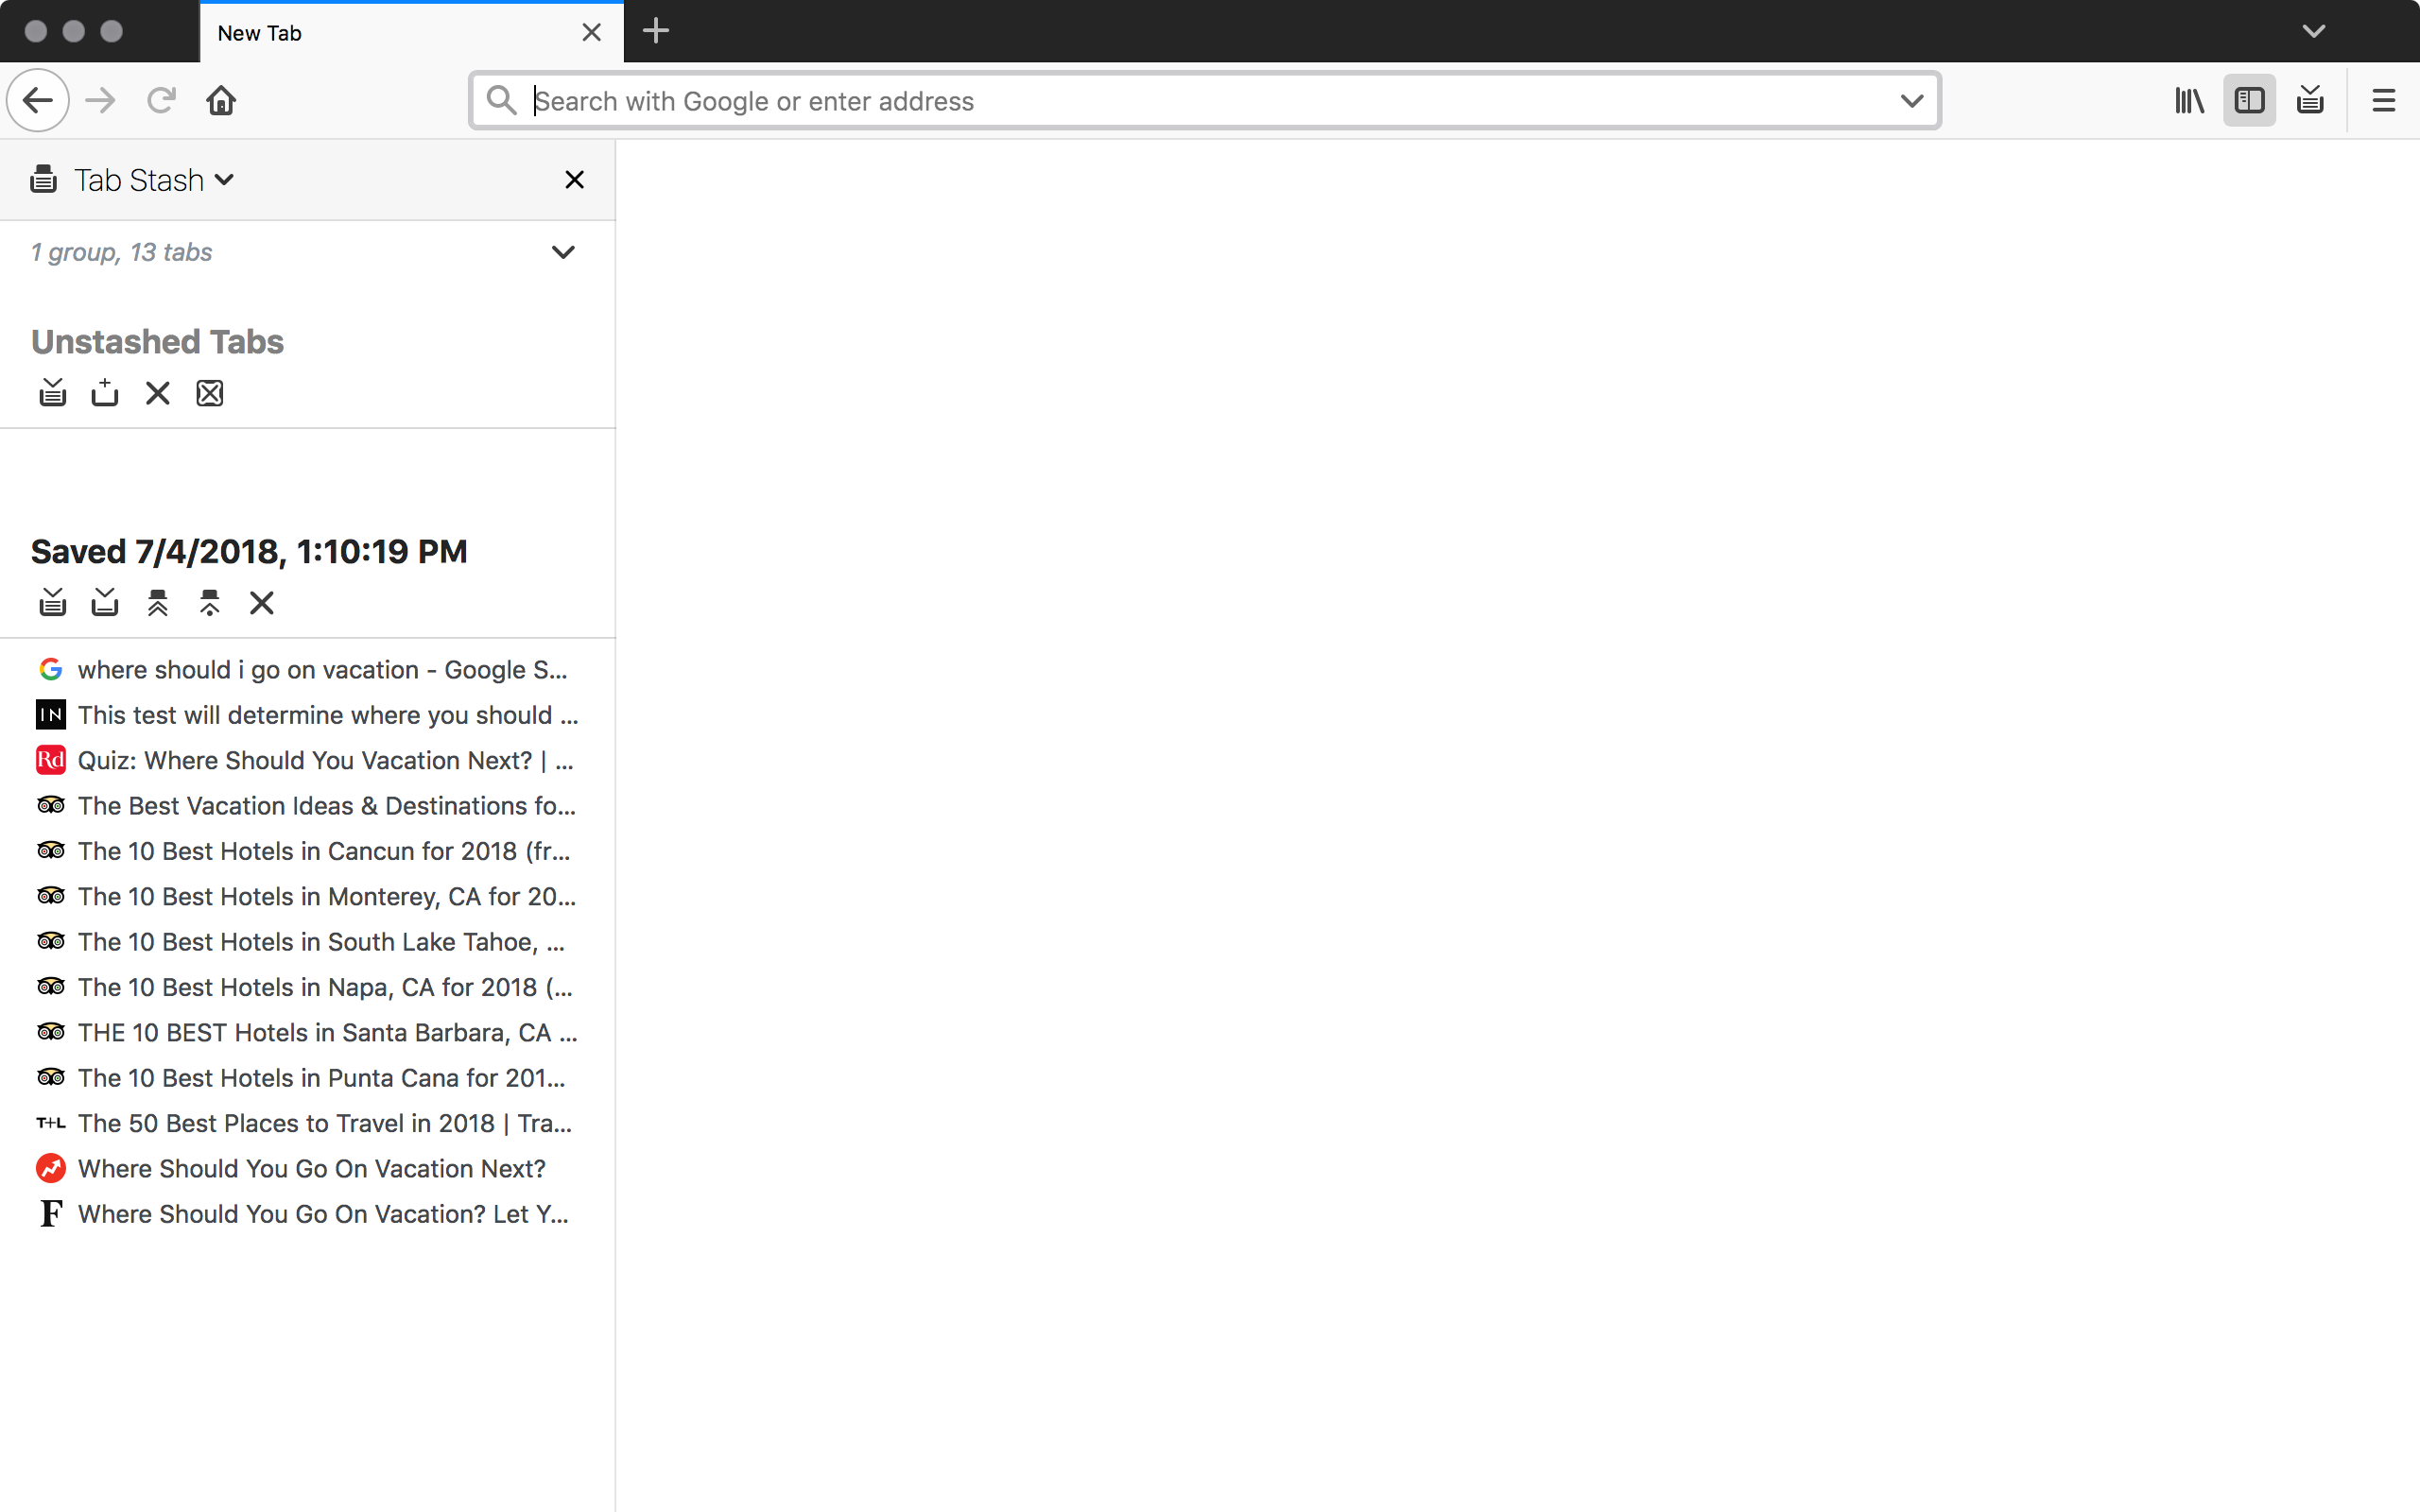 New Tab
Search with Google or enter address
Tab Stash
1 group, 13 tabs
Unstashed Tabs
Saved 7/4/2018, 1:10:19 PM
where should i go on vacation - Google S...
IN This test will determine where you should ...
Rd Quiz: Where Should You Vacation Next? | ...
The Best Vacation Ideas & Destinations fo...
The 10 Best Hotels in Cancun for 2018 (fr...
The 10 Best Hotels in Monterey, CA for 20...
The 10 Best Hotels in South Lake Tahoe, ...
The 10 Best Hotels in Napa, CA for 2018 (...
THE 10 BEST Hotels in Santa Barbara, CA ...
The 10 Best Hotels in Punta Cana for 201...
T+L The 50 Best Places to Travel in 2018 | Tra...
Where Should You Go On Vacation Next?
F Where Should You Go On Vacation? Let Y...